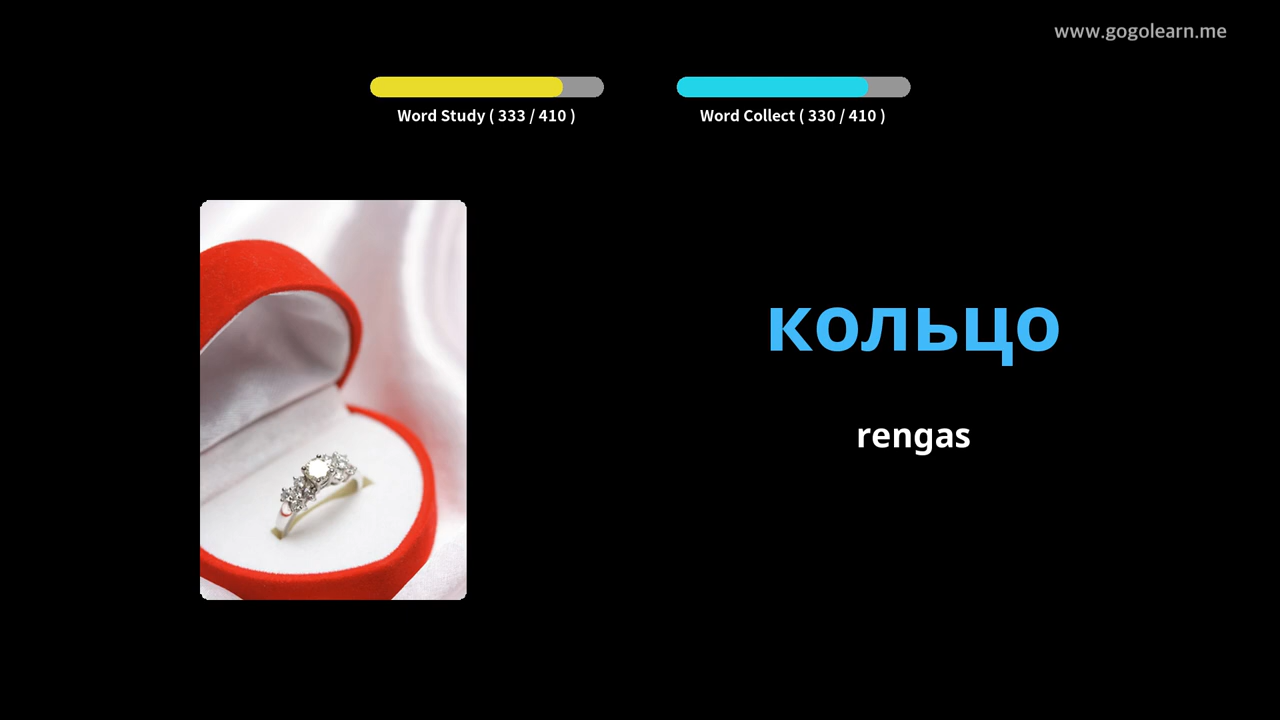 www.gogolearn.me
Word Study ( 333 / 410 )
Word Collect ( 330 / 410 )
кольцо
rengas